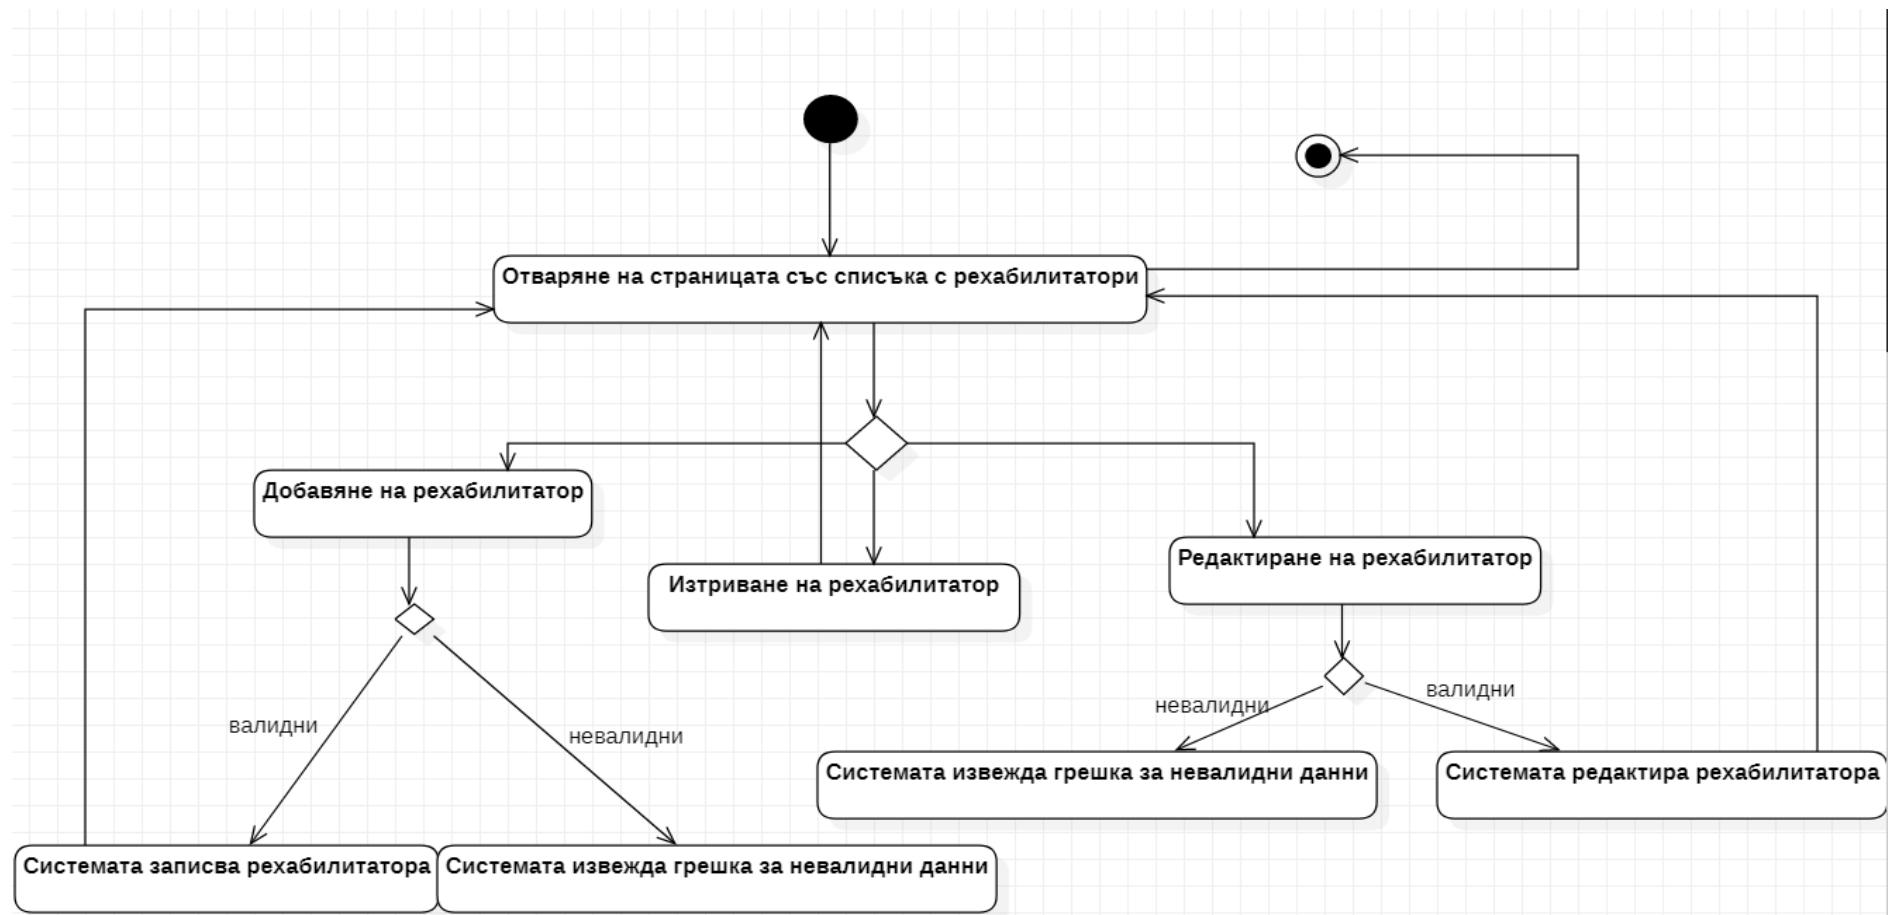 Отваряне на страницата със списъка с рехабилитатори
Добавяне на рехабилитатор
Изтриване на рехабилитатор
Редактиране на рехабилитатор
валидни
невалидни
невалидни
валидни
Системата извежда грешка за невалидни данни
Системата редактира рехабилитатора
Системата записва рехабилитатора
Системата извежда грешка за невалидни данни